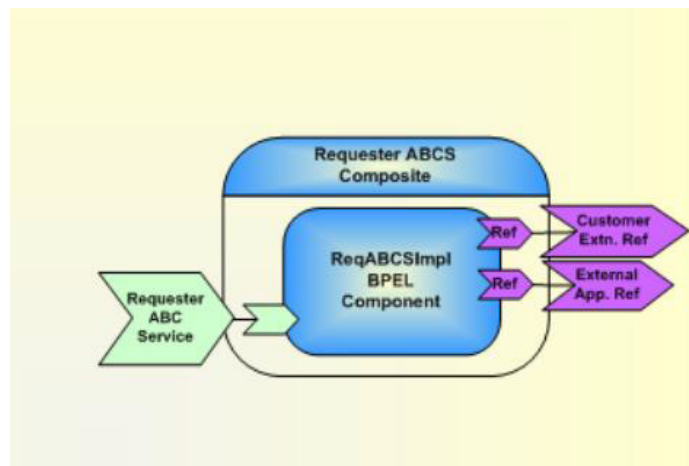 Requester ABCS
Composite
Ref
Customer
Extn. Ref
ReqABCSImpl
BPEL
Component
Ref
External
App. Ref
Requester
ABC
Service